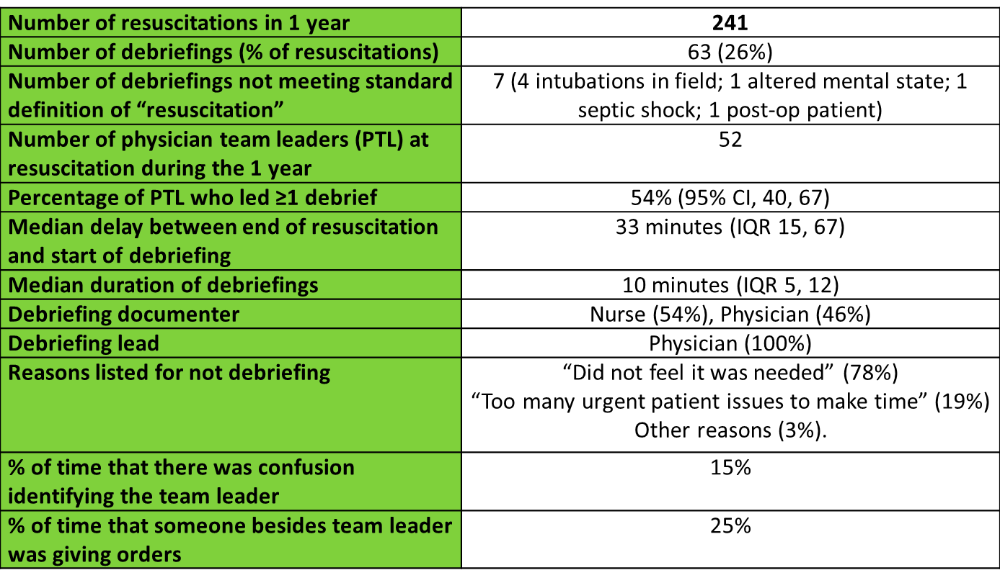 Number of resuscitations in 1 year
241
Number of debriefings (% of resuscitations)
63 (26%)
Number of debriefings not meeting standard
definition of “resuscitation”
7 (4 intubations in field; 1 altered mental state; 1
septic shock; 1 post-op patient)
Number of physician team leaders (PTL) at
resuscitation during the 1 year
52
Percentage of PTL who led ≥1 debrief
54% (95% CI, 40, 67)
Median delay between end of resuscitation
and start of debriefing
33 minutes (IQR 15, 67)
Median duration of debriefings
10 minutes (IQR 5, 12)
Debriefing documenter
Nurse (54%), Physician (46%)
Debriefing lead
Physician (100%)
Reasons listed for not debriefing
“Did not feel it was needed” (78%)
“Too many urgent patient issues to make time” (19%)
Other reasons (3%).
% of time that there was confusion
identifying the team leader
15%
% of time that someone besides team leader
was giving orders
25%